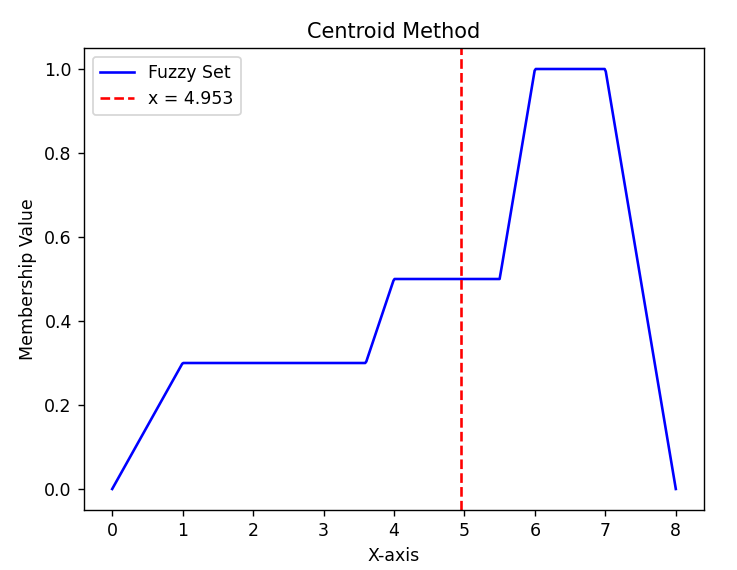 Centroid Method
Fuzzy Set
x = 4.953
Membership Value
1.0
0.8
0.6
0.4
0.2
0.0
0 1 2 3 4 5 6 7 8
X-axis